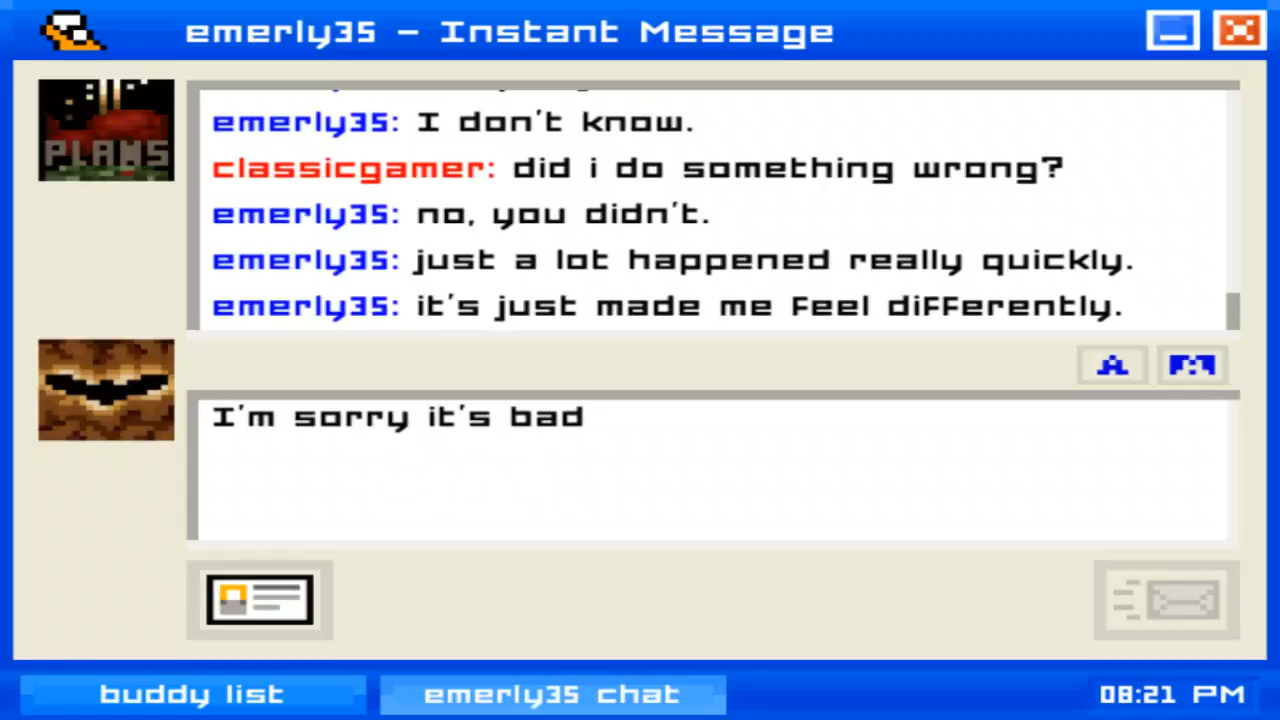 emerly35 - Instant Message
PLANS
emerly35: I don't know.
classicgamer: did i do something wrong?
emerly35: no, you didn't.
emerly35: just a lot happened really quickly.
emerly35: it's just made me feel differently.
A
I'm sorry it's bad
buddy list
emerly35 chat
08:21 PM